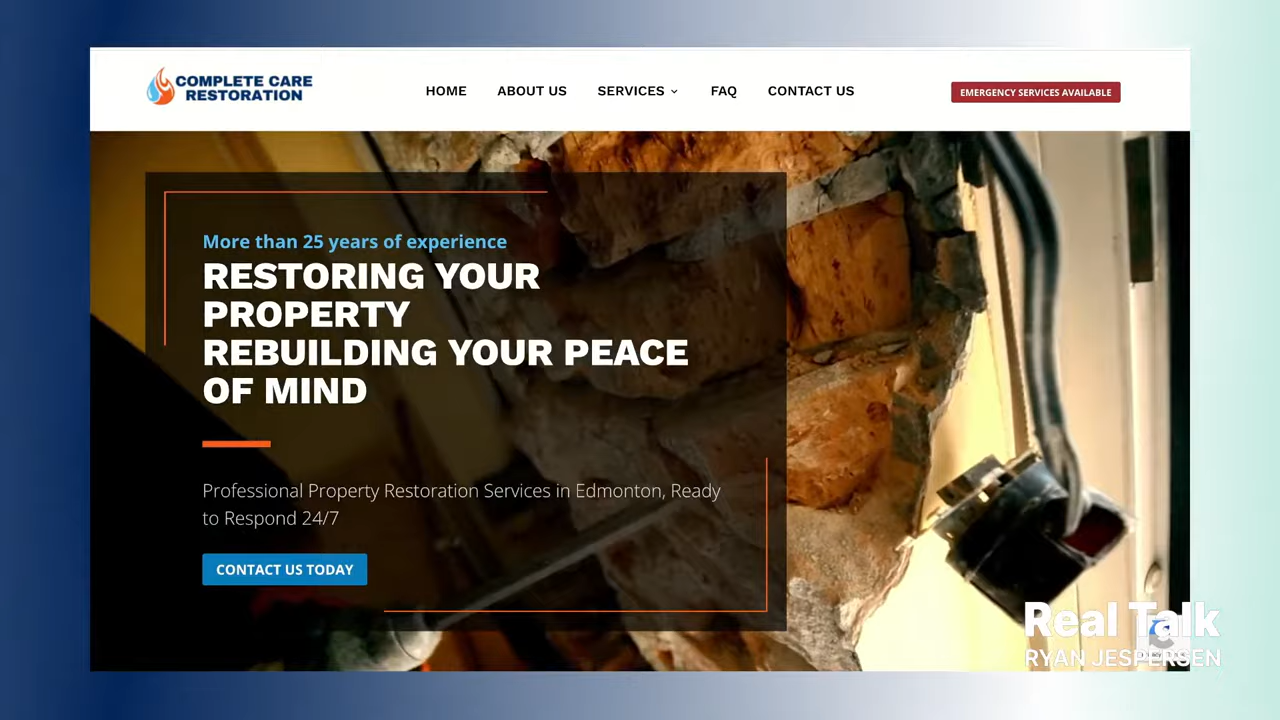 COMPLETE CARE
RESTORATION
HOME
ABOUT US
SERVICES
FAQ
CONTACT US
EMERGENCY SERVICES AVAILABLE
More than 25 years of experience
RESTORING YOUR
PROPERTY
REBUILDING YOUR PEACE
OF MIND
Professional Property Restoration Services in Edmonton, Ready
to Respond 24/7
CONTACT US TODAY
Real Talk
RYAN JESPERSEN